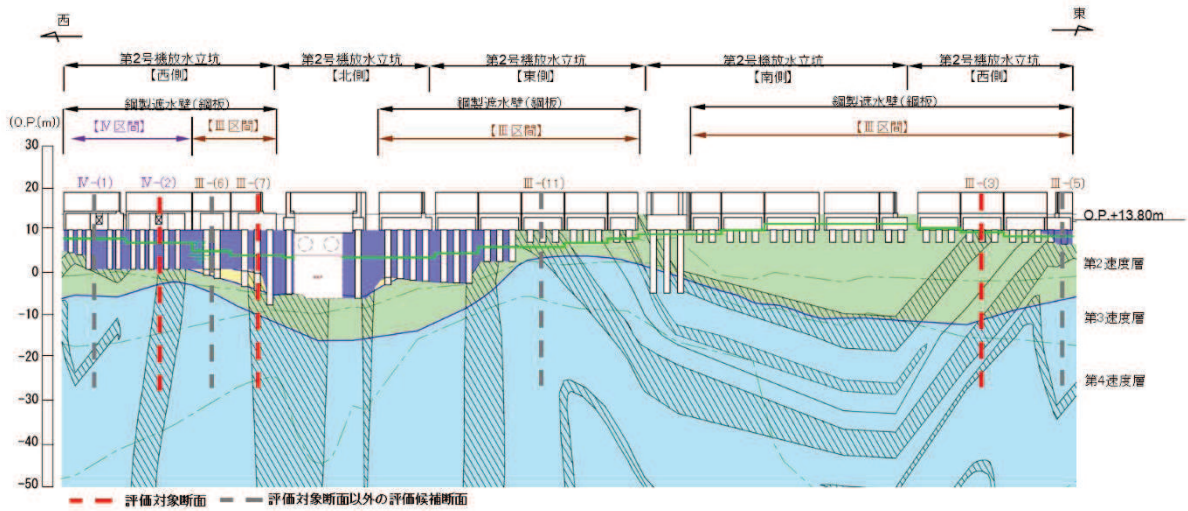 西
東
第2号機放水立坑 第2号機放水立坑 第2号機放水立坑 第2号機放水立坑 第2号機放水立坑
【西側】 【北側】 【東側】 【南側】 【西側】
鋼製遮水壁(鋼板) 鋼製遮水壁(鋼板) 鋼製遮水壁(鋼板)
【Ⅳ区間】 【Ⅲ区間】 【Ⅲ区間】 【Ⅲ区間】
(O.P.(m))
30
20
10
0
-10
-20
-30
-40
-50
Ⅳ-(1) Ⅳ-(2) Ⅲ-(6) Ⅲ-(7) Ⅲ-(11) Ⅲ-(3) Ⅲ-(5)
O.P.+13.80m
第2速度層
第3速度層
第4速度層
評価対象断面 評価対象断面以外の評価候補断面